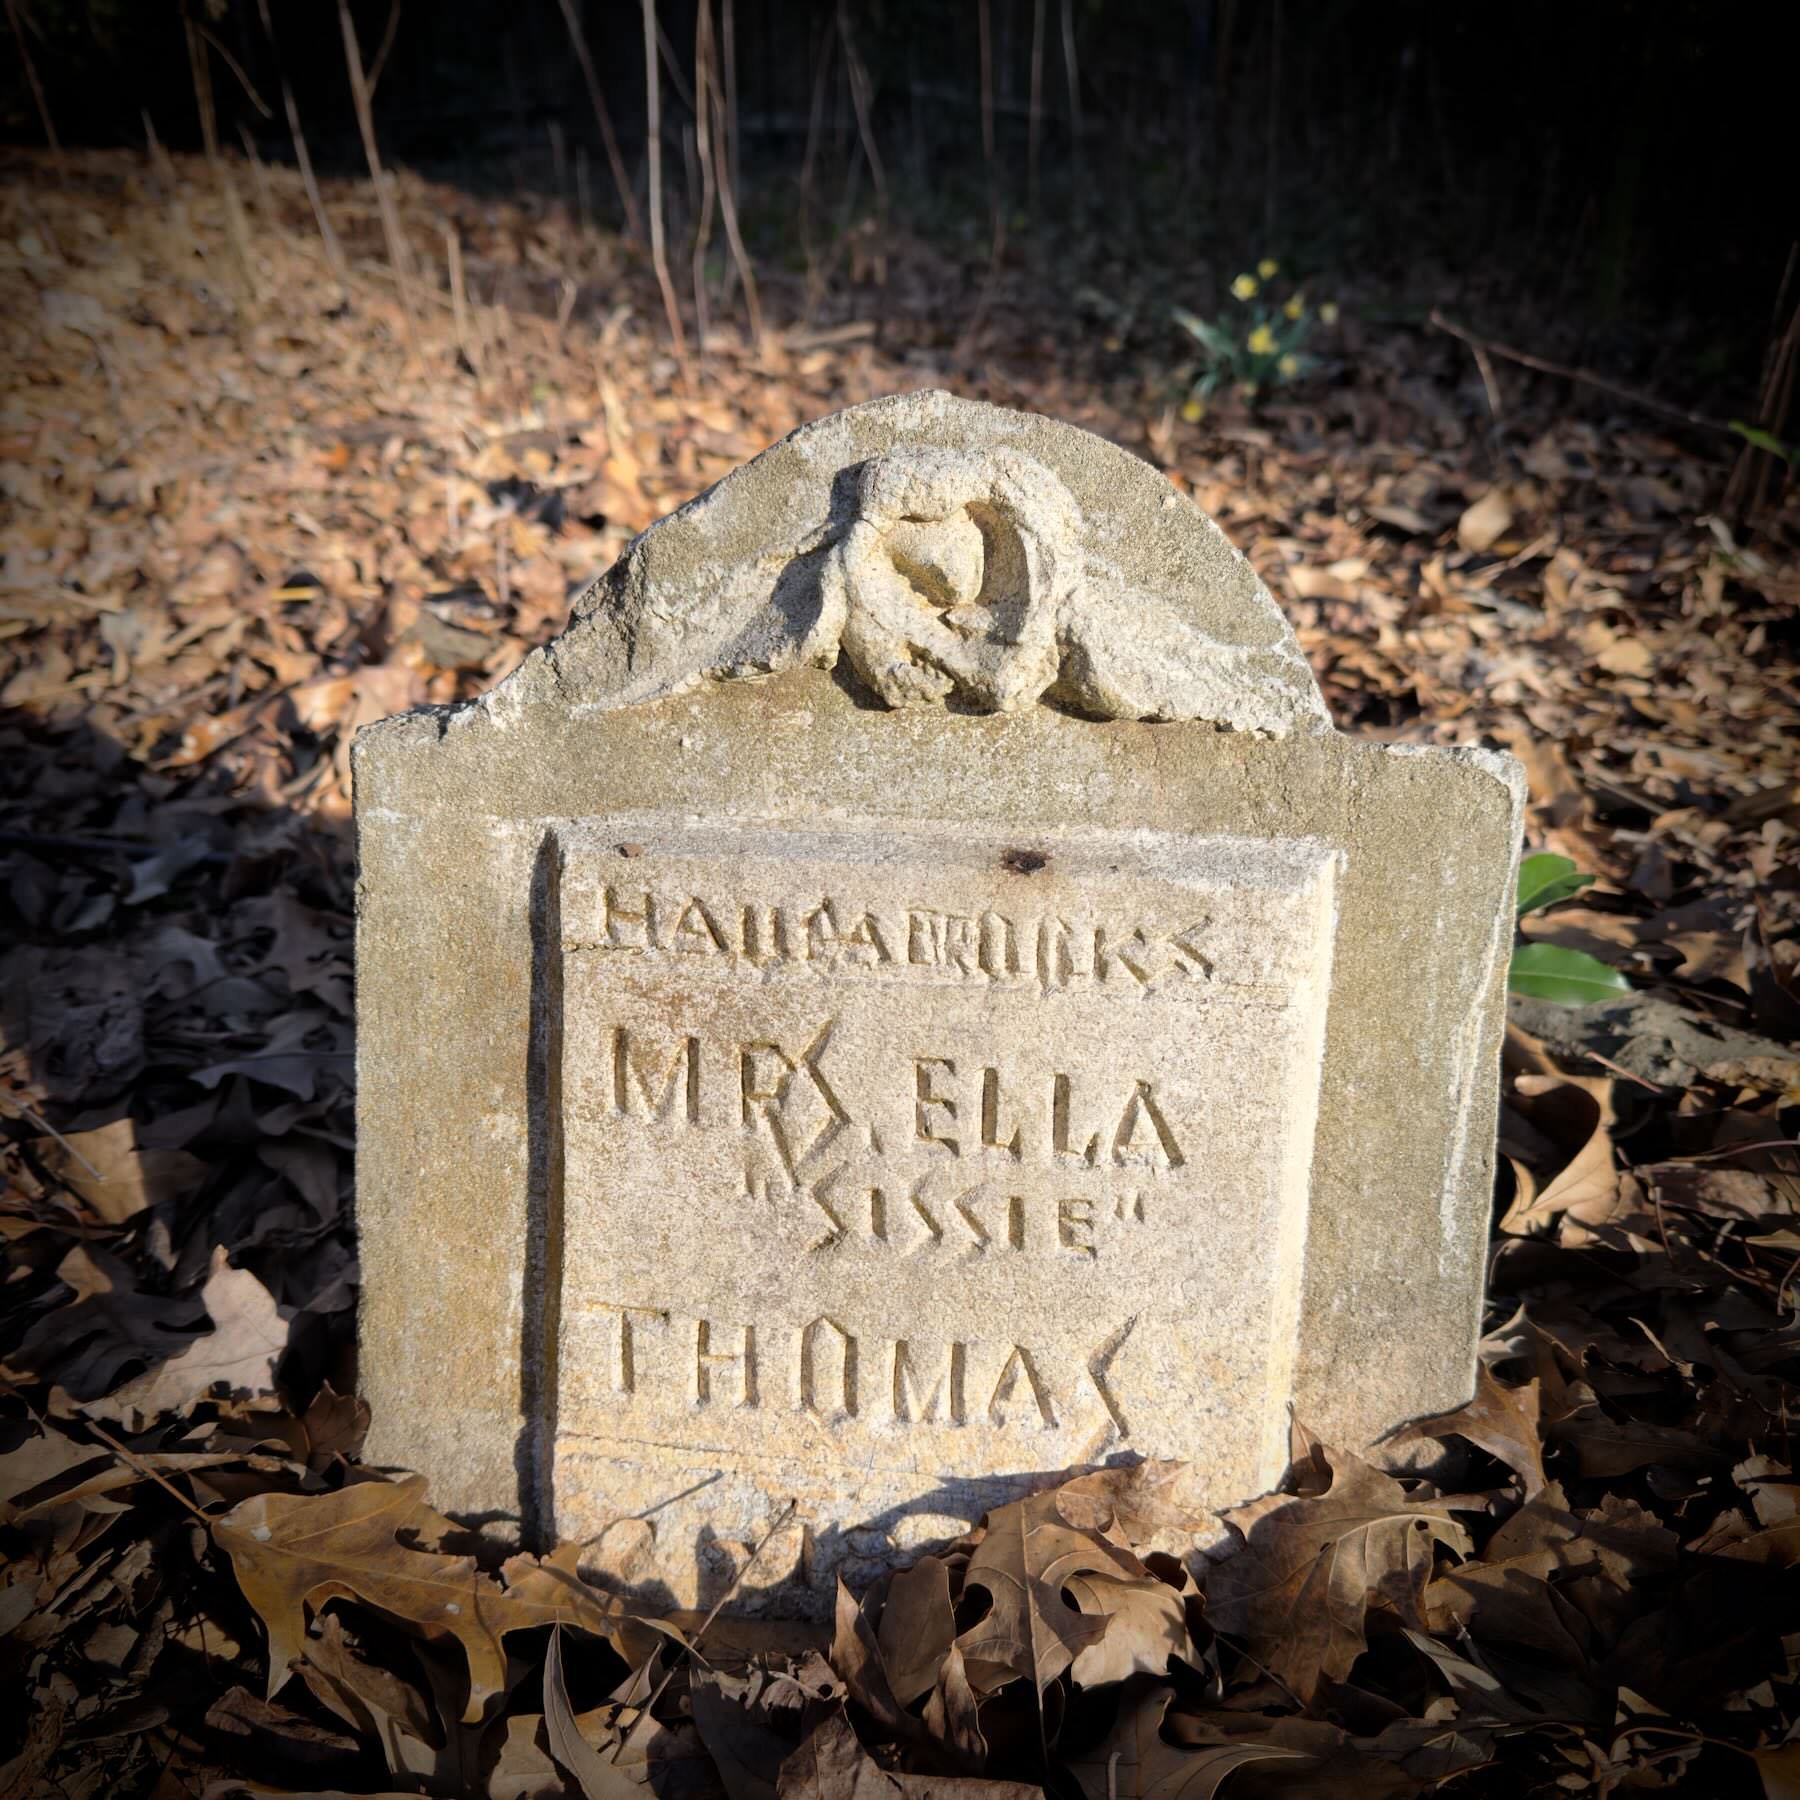 MRS. ELLA
"SISSIE"
THOMAS